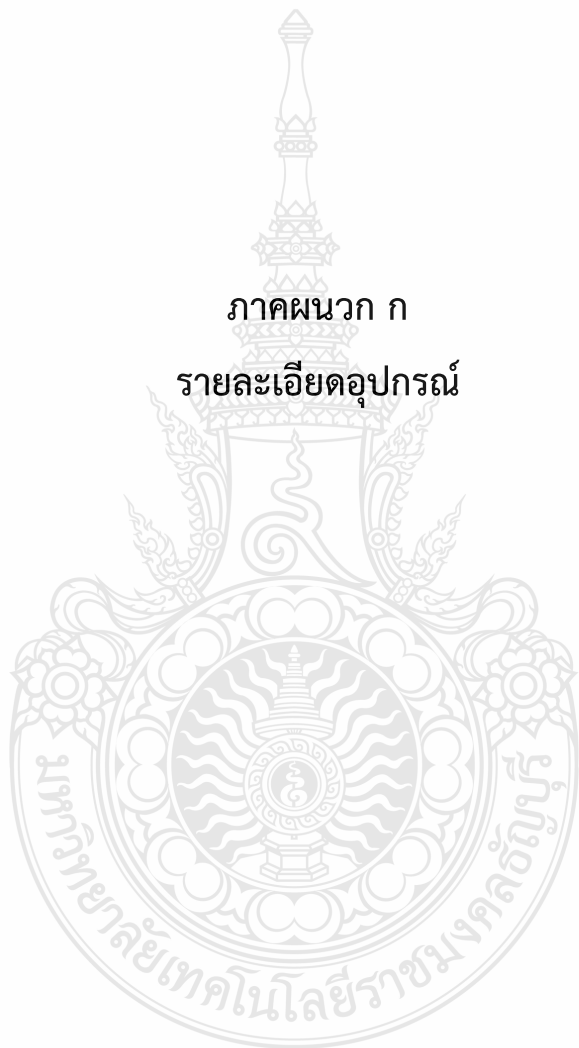 ภาคผนวก ก
รายละเอียดอุปกรณ์
มหาวิทยาลัยเทคโนโลยีราชมงคลธัญบุรี